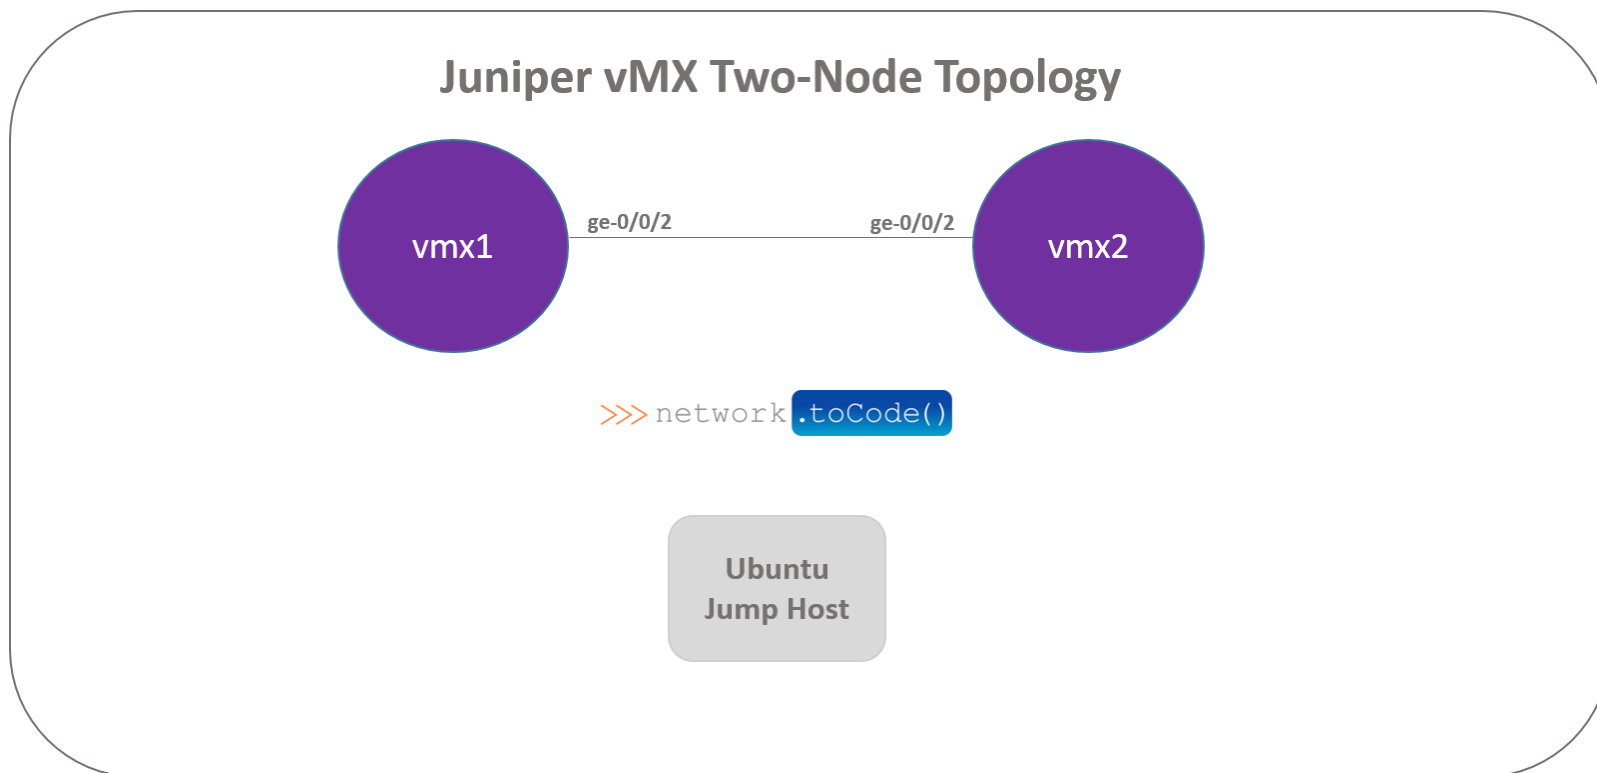 Juniper vMX Two-Node Topology
ge-0/0/2 ge-0/0/2
vmx1 vmx2
>>> network .toCode()
Ubuntu
Jump Host